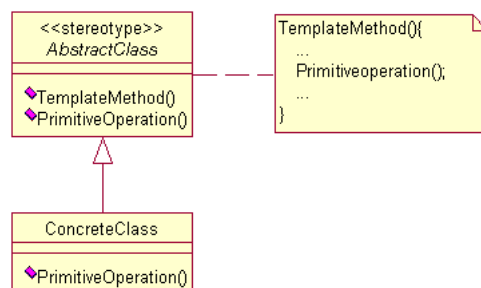 <<stereotype>>
AbstractClass
TemplateMethod()
PrimitiveOperation()
TemplateMethod(){
...
Primitiveoperation();
...
}
ConcreteClass
PrimitiveOperation()